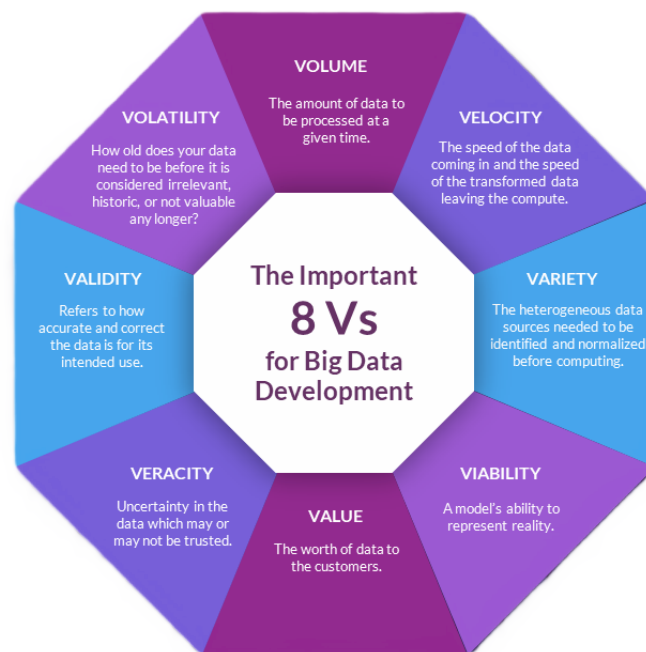 The Important
8 Vs
for Big Data
Development
VOLUME
The amount of data to
be processed at a
given time.
VELOCITY
The speed of the data
coming in and the speed
of the transformed data
leaving the compute.
VARIETY
The heterogeneous data
sources needed to be
identified and normalized
before computing.
VIABILITY
A model's ability to
represent reality.
VALUE
The worth of data to
the customers.
VERACITY
Uncertainty in the
data which may or
may not be trusted.
VALIDITY
Refers to how
accurate and correct
the data is for its
intended use.
VOLATILITY
How old does your data
need to be before it is
considered irrelevant,
historic, or not valuable
any longer?